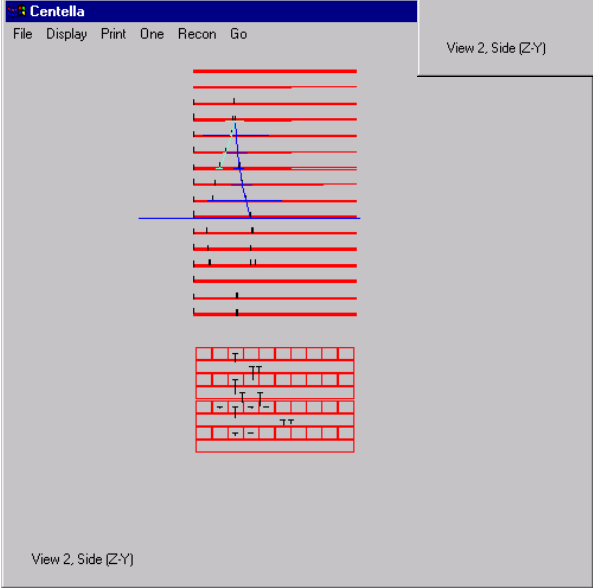 Centella
File Display Print One Recon Go
View 2, Side (Z-Y)
View 2, Side (Z-Y)